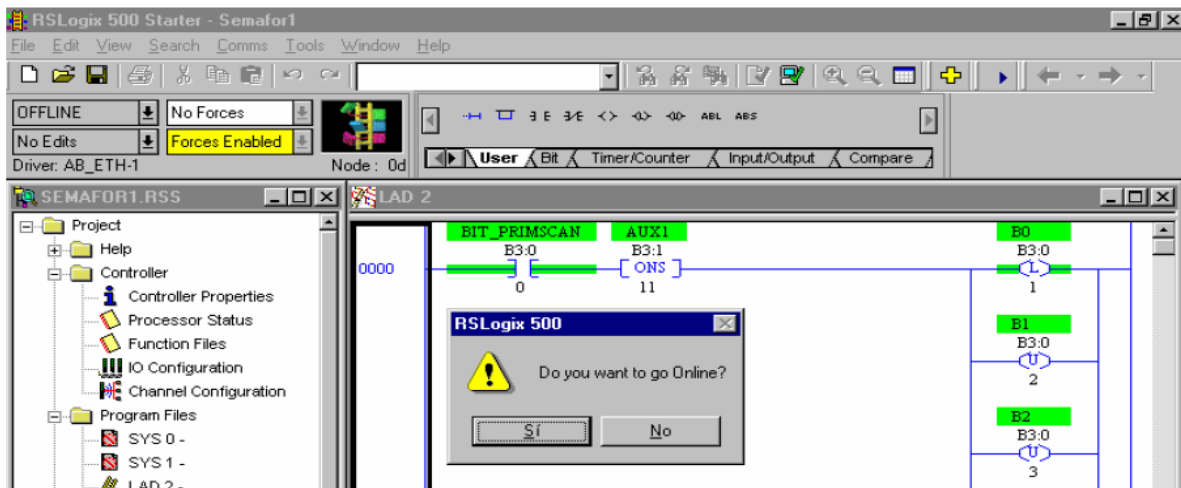 RSLogix 500 Starter - Semafor1
File Edit View Search Comms Tools Window Help
OFFLINE No Forces
No Edits Forces Enabled
Driver: AB_ETH-1 Node : 0d
ABL ABS
User Bit Timer/Counter Input/Output Compare
SEMAFOR1.RSS
Project
Help
Controller
Controller Properties
Processor Status
Function Files
IO Configuration
Channel Configuration
Program Files
SYS 0 -
SYS 1 -
LAD 2 -
LAD 2
BIT_PRIMSCAN AUX1 B0
B3:0 B3:1 B3:0
0000 ONS L
0 11 1
RSLogix 500
Do you want to go Online?
Sí No
B1
B3:0
U
2
B2
B3:0
U
3